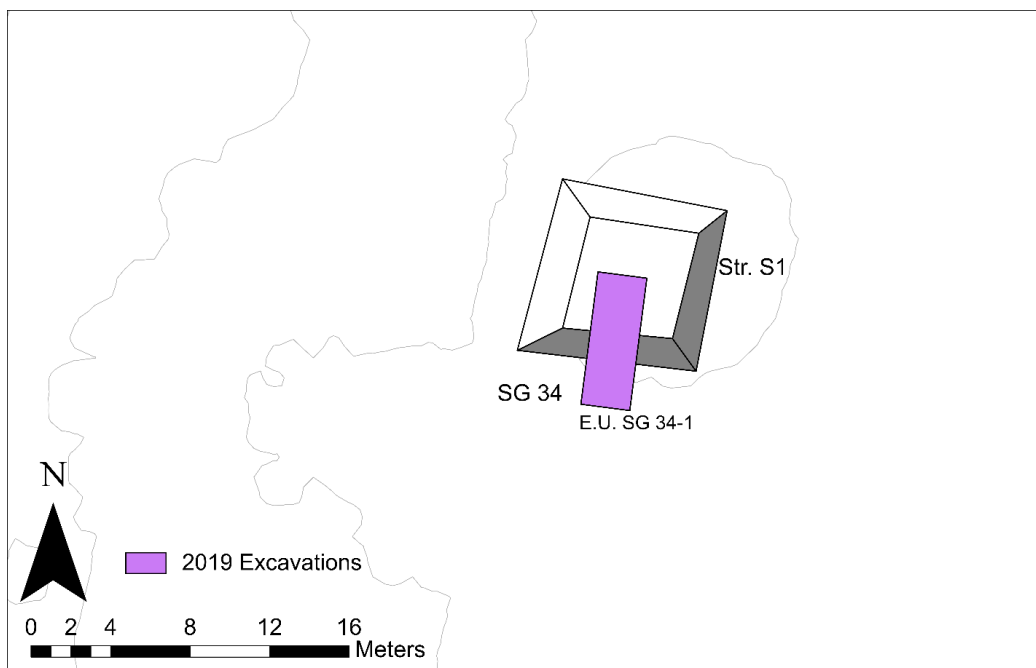 Str. S1
SG 34
E.U. SG 34-1
N
2019 Excavations
0 2 4 8 12 16
Meters